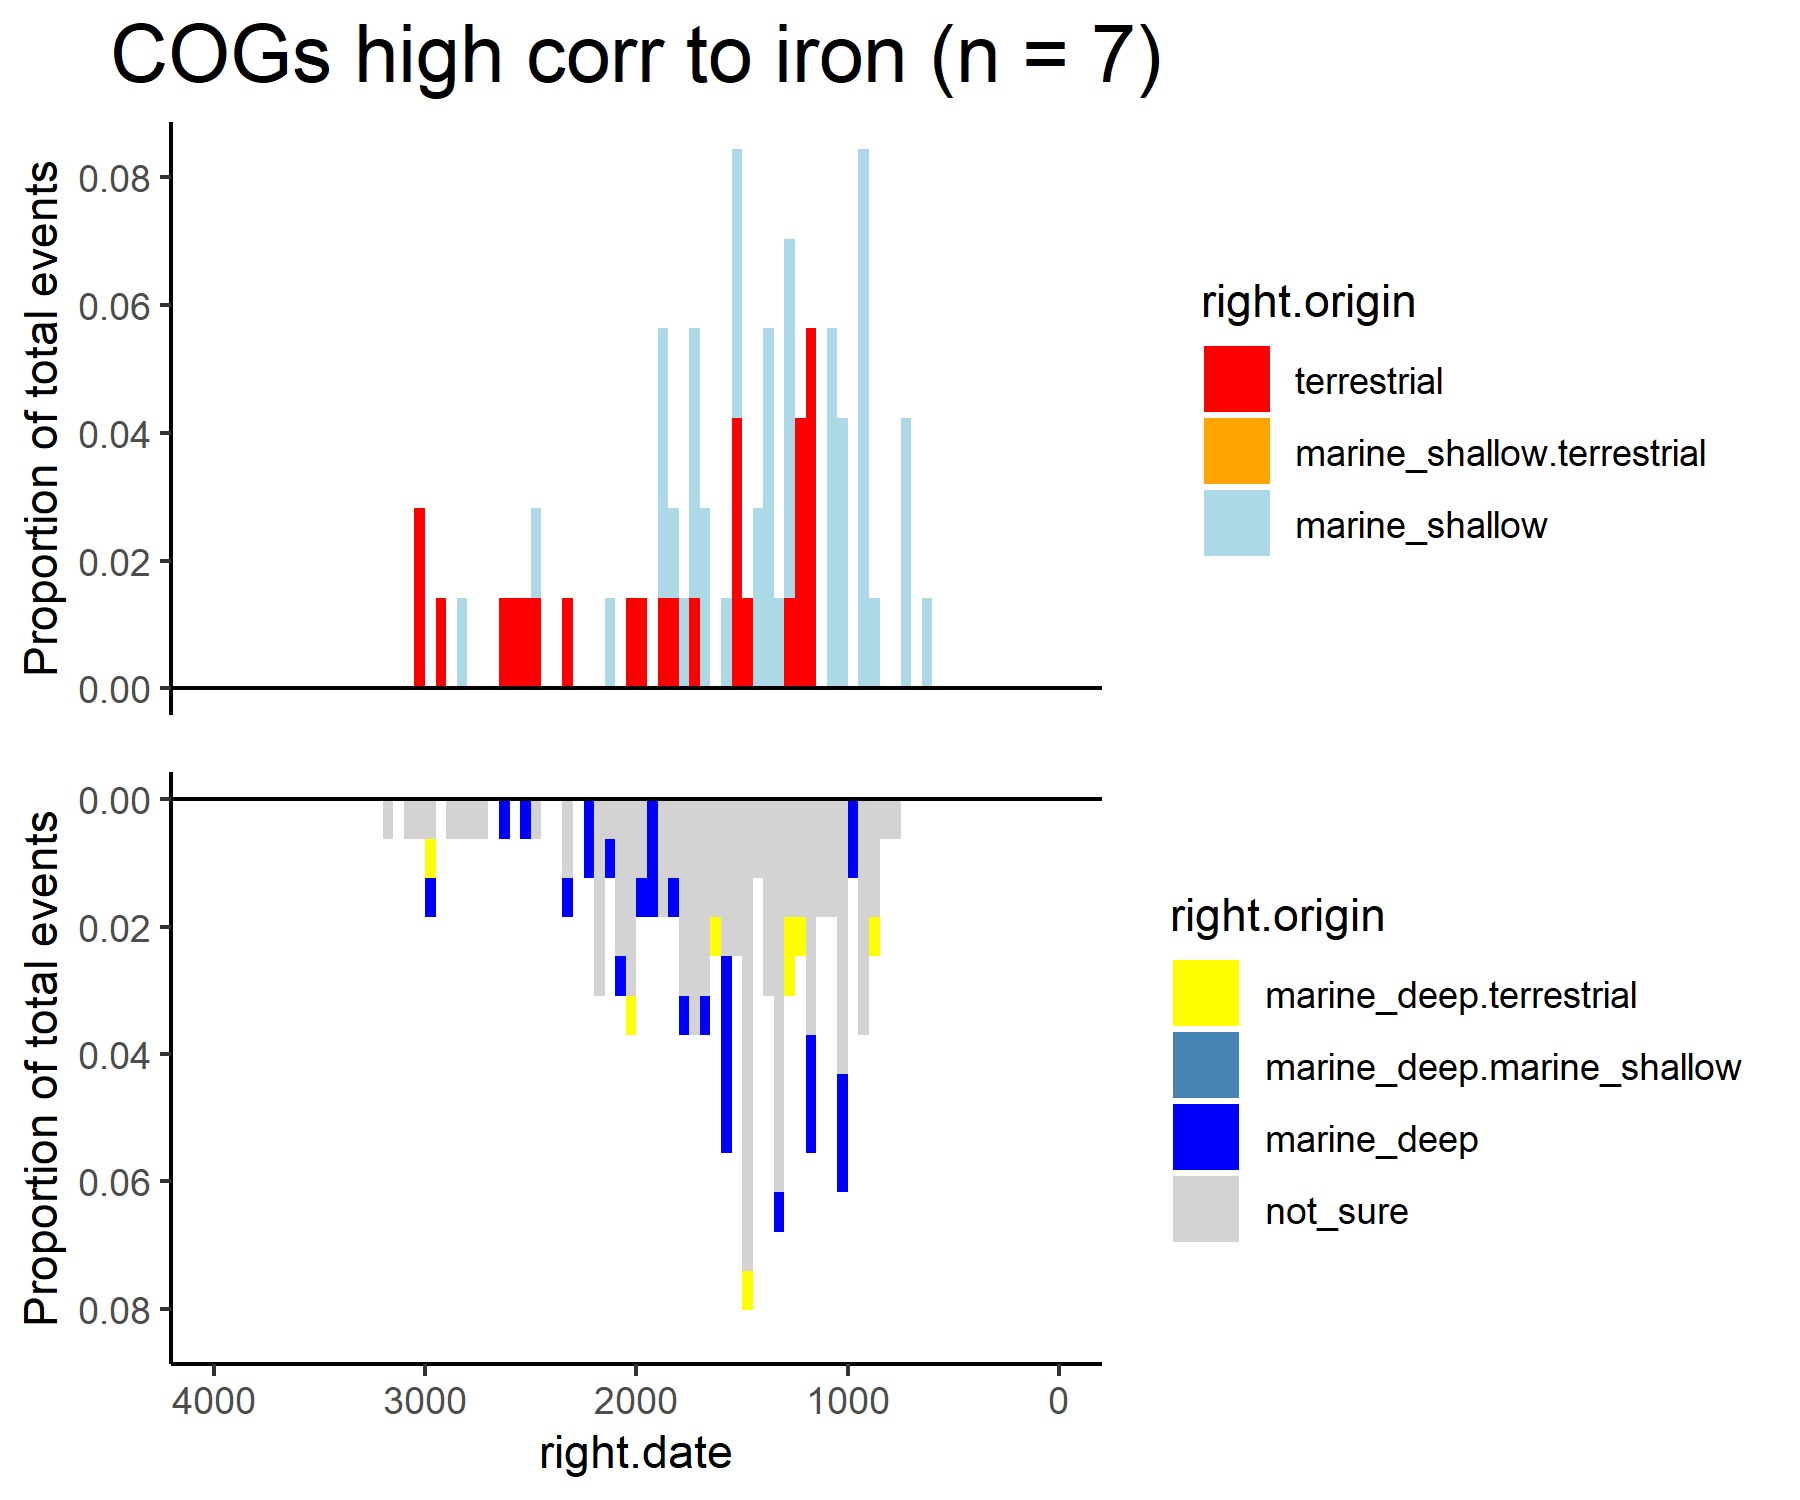 COGs high corr to iron (n = 7)
Proportion of total events
0.08
0.06
0.04
0.02
0.00
right.origin
terrestrial
marine_shallow.terrestrial
marine_shallow
Proportion of total events
0.00
0.02
0.04
0.06
0.08
right.origin
marine_deep.terrestrial
marine_deep.marine_shallow
marine_deep
not_sure
4000 3000 2000 1000 0
right.date